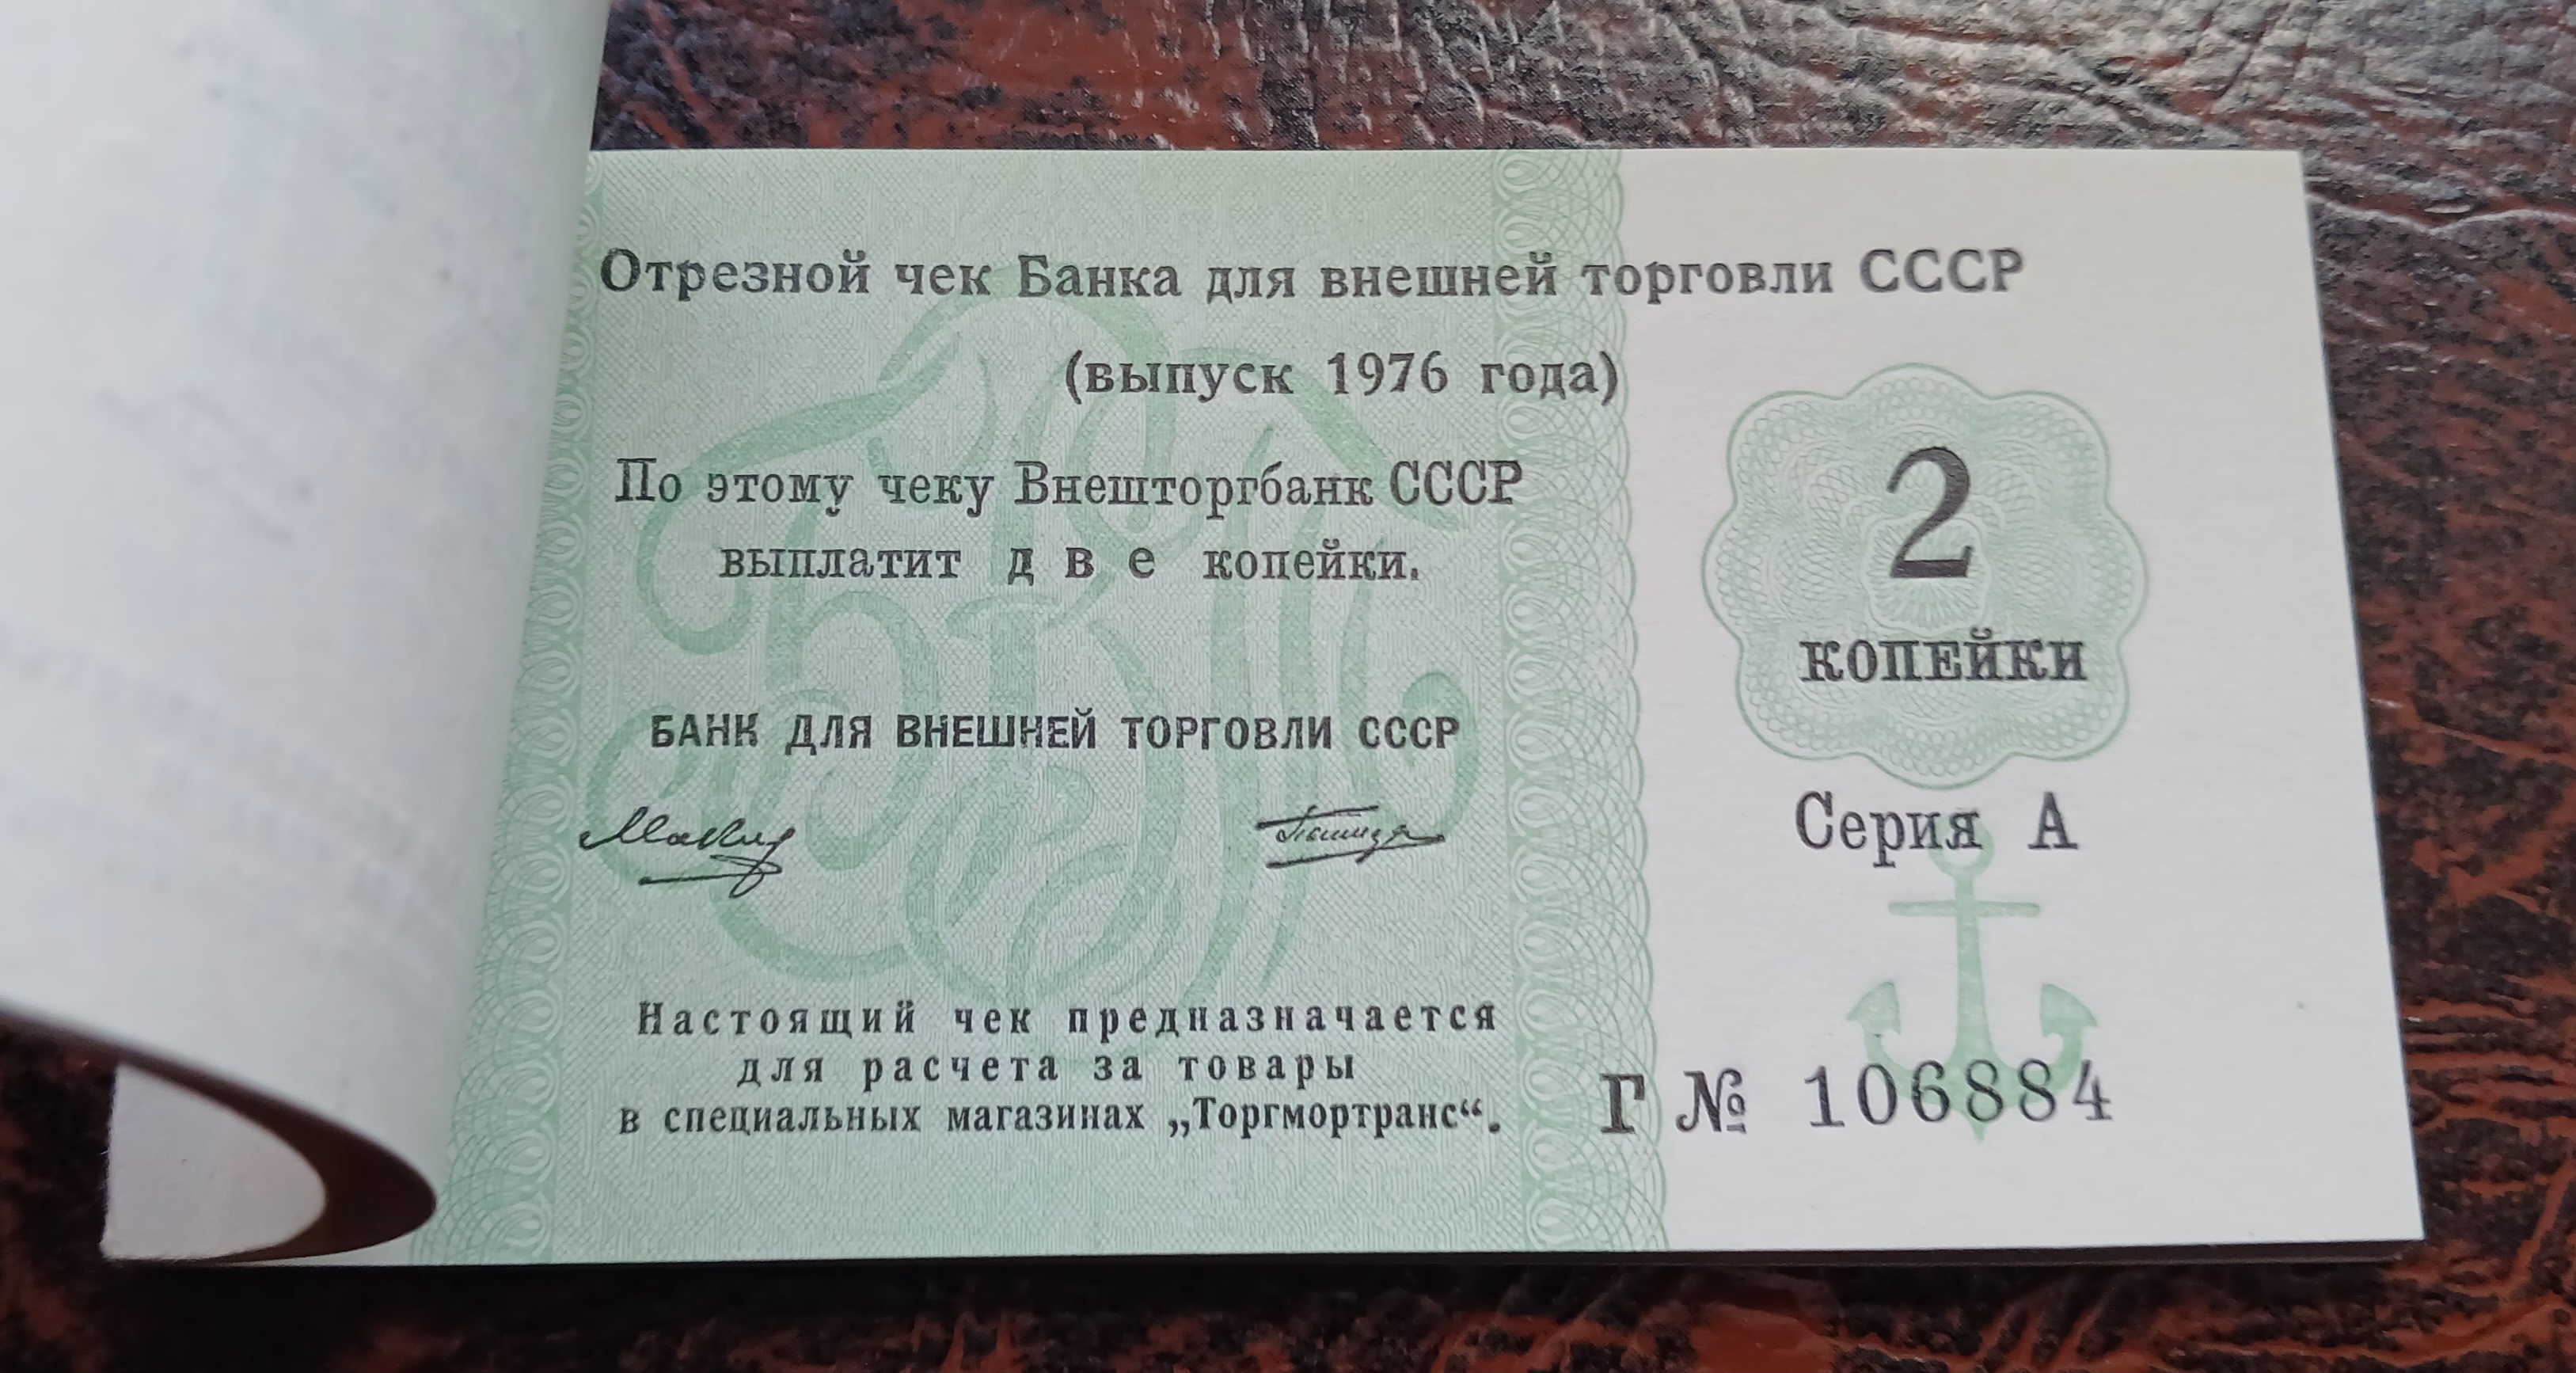 Отрезной чек Банка для внешней торговли СССР
(выпуск 1976 года)
По этому чеку Внешторгбанк СССР
выплатит две копейки.
2
КОПЕЙКИ
БАНК ДЛЯ ВНЕШНЕЙ ТОРГОВЛИ СССР
Серия А
Настоящий чек предназначается
для расчета за товары
в специальных магазинах „Торгмортранс“.
Г № 106884